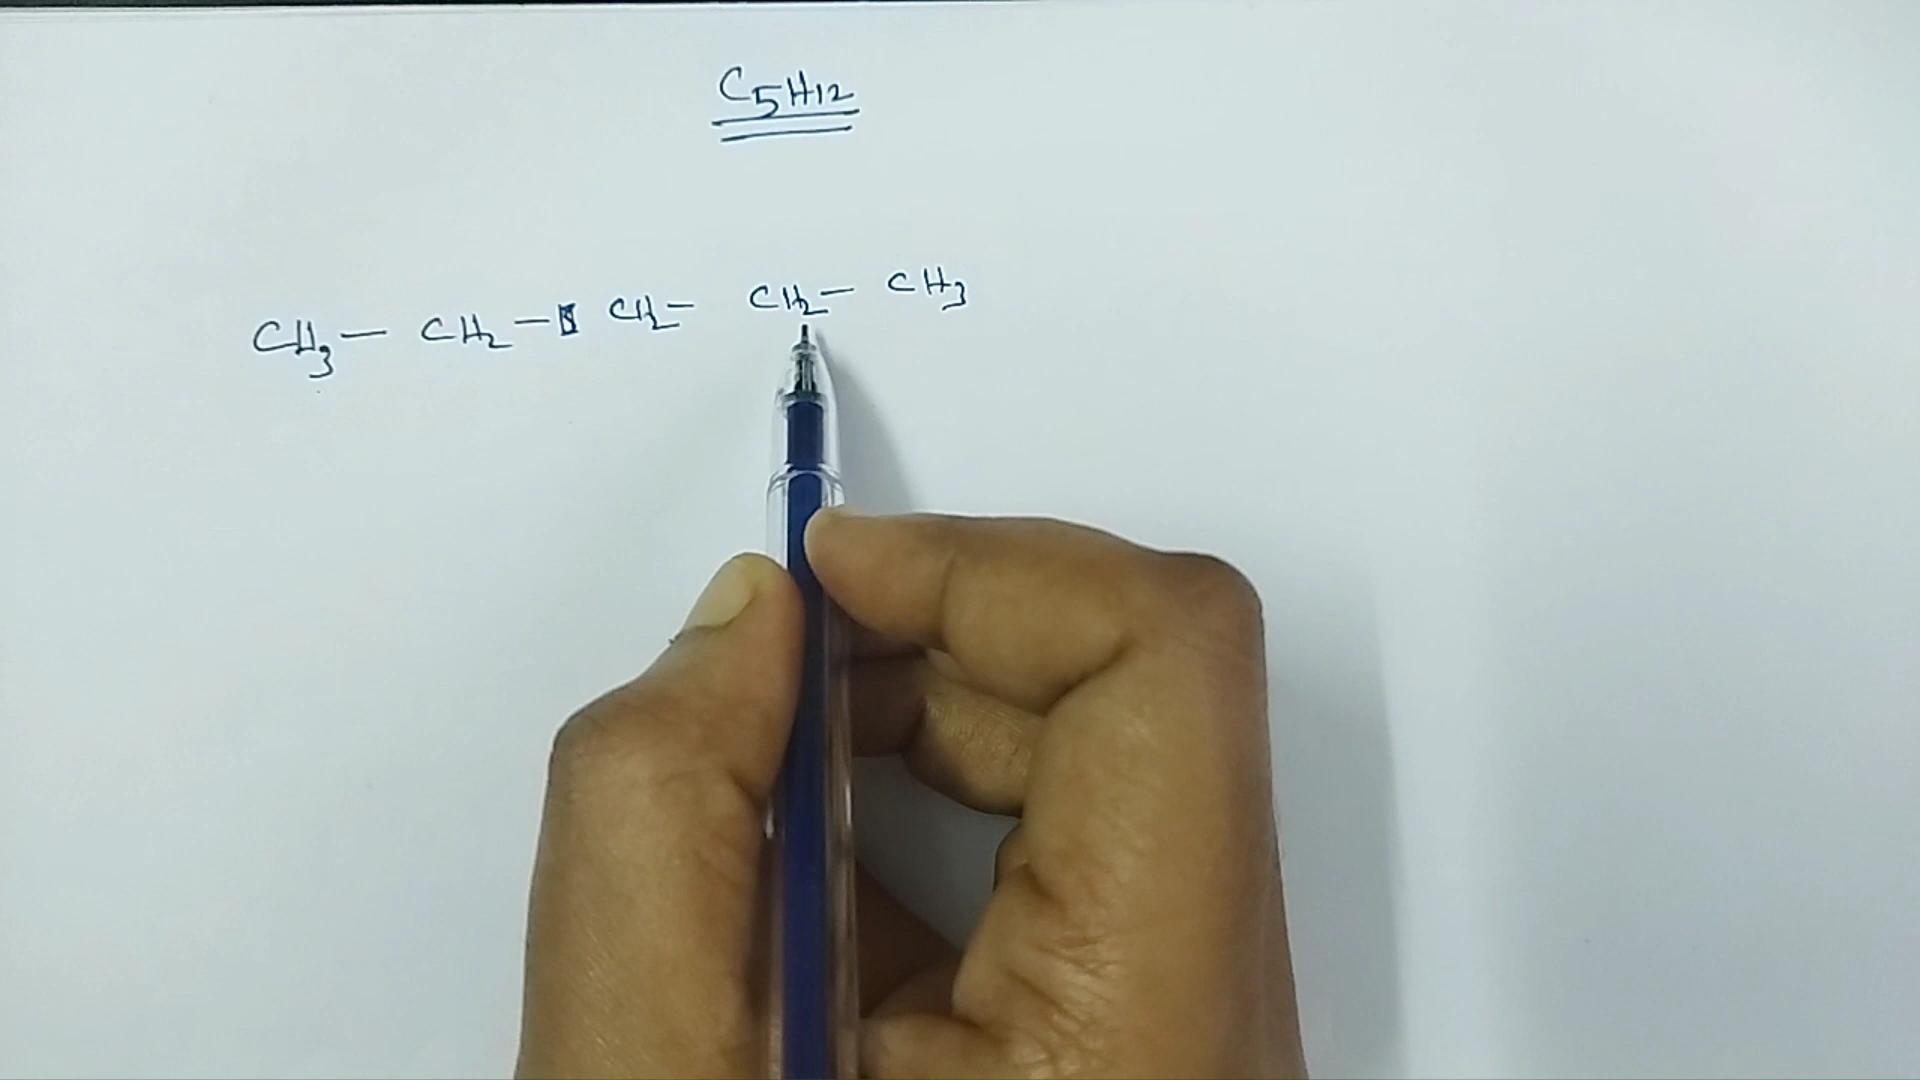 C5H12
CH3 — CH2 — CH2 — CH2 — CH3